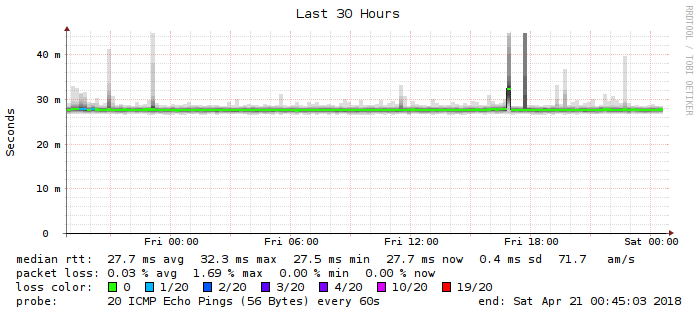 Last 30 Hours
RRDTOOL / TOBI OETIKER
Seconds
40 m
30 m
20 m
10 m
0
Fri 00:00 Fri 06:00 Fri 12:00 Fri 18:00 Sat 00:00
median rtt: 27.7 ms avg 32.3 ms max 27.5 ms min 27.7 ms now 0.4 ms sd 71.7 am/s
packet loss: 0.03 % avg 1.69 % max 0.00 % min 0.00 % now
loss color: 0 1/20 2/20 3/20 4/20 10/20 19/20
probe: 20 ICMP Echo Pings (56 Bytes) every 60s end: Sat Apr 21 00:45:03 2018